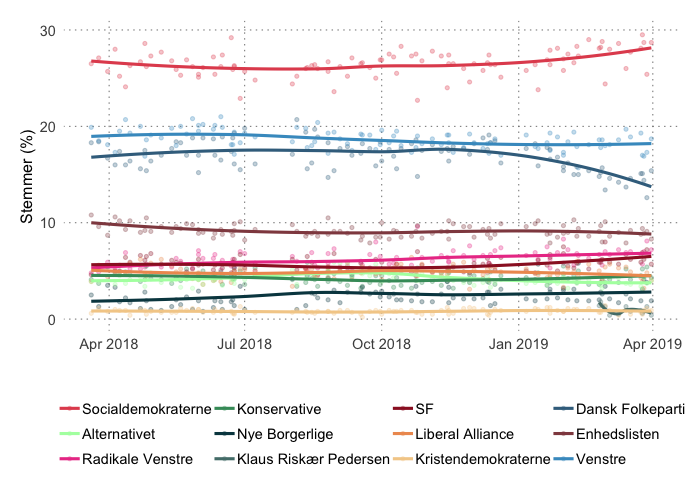 30
20
10
0
Stemmer (%)
Apr 2018 Jul 2018 Oct 2018 Jan 2019 Apr 2019
Socialdemokraterne Konservative SF Dansk Folkeparti
Alternativet Nye Borgerlige Liberal Alliance Enhedslisten
Radikale Venstre Klaus Riskær Pedersen Kristendemokraterne Venstre